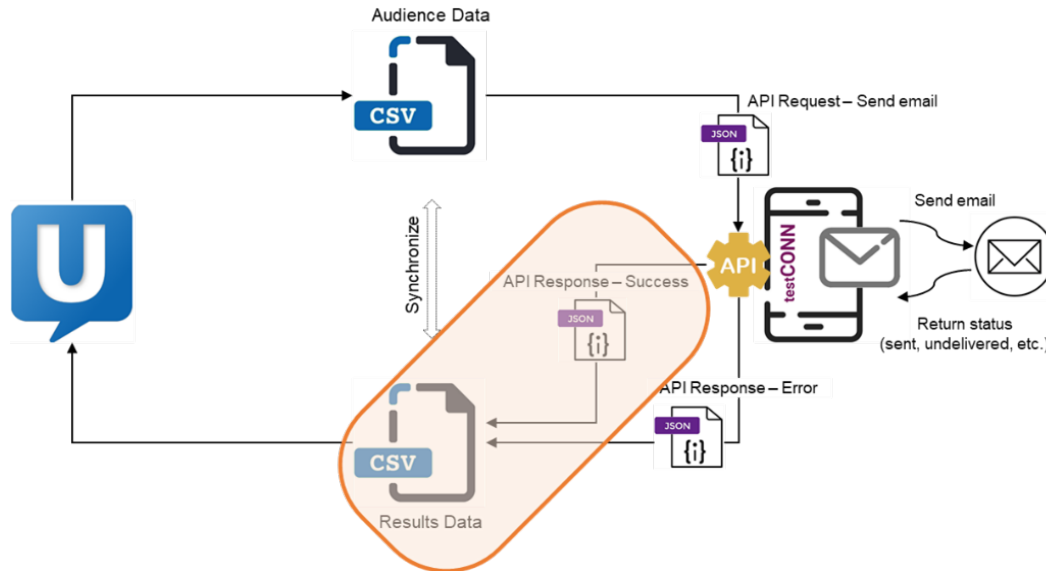 Audience Data
CSV
API Request – Send email
JSON
{i}
U
Synchronize
API
testCONN
Send email
API Response – Success
JSON
{i}
Return status
(sent, undelivered, etc.)
API Response – Error
JSON
{i}
CSV
Results Data